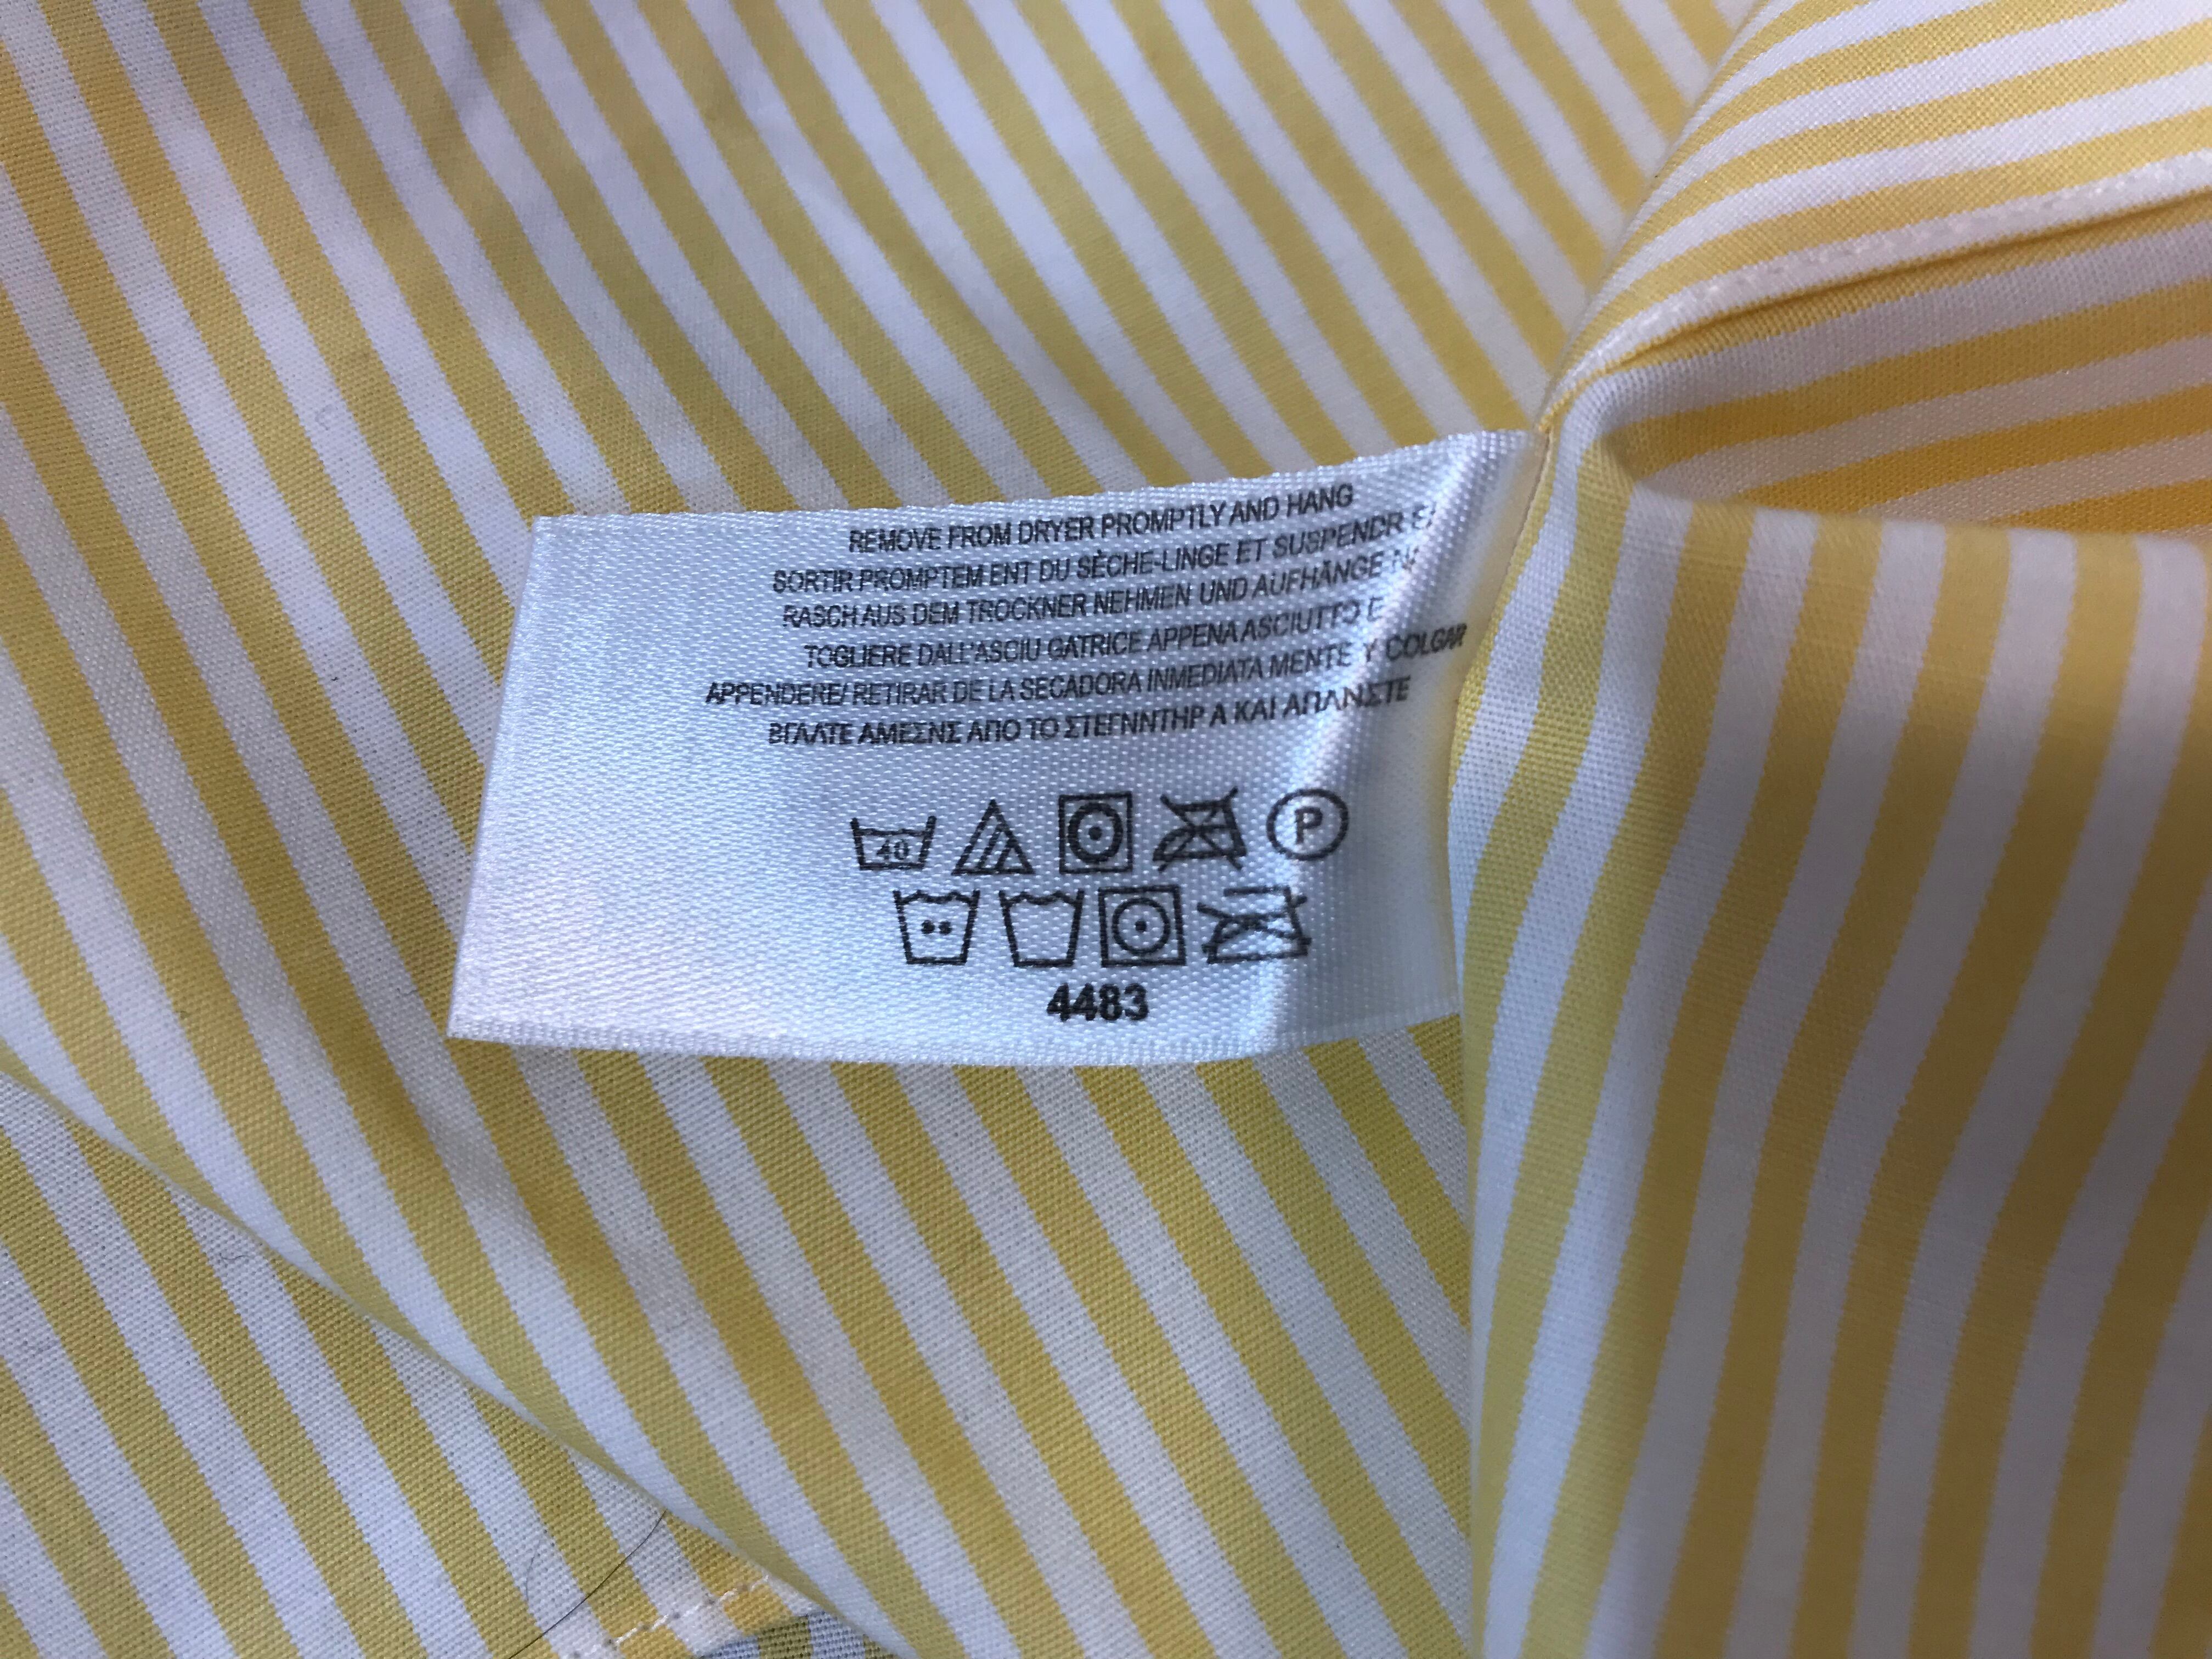 REMOVE FROM DRYER PROMPTLY AND HANG
SORTIR PROMPTEM ENT DU SÈCHE-LINGE ET SUSPENDR E/
RASCH AUS DEM TROCKNER NEHMEN UND AUFHÄNGE N/
TOGLIERE DALL'ASCIU GATRICE APPENA ASCIUTTO E
APPENDERE/ RETIRAR DE LA SECADORA INMEDIATA MENTE Y COLGAR
ΒΓΑΛΤΕ ΑΜΕΣΝΣ ΑΠΟ ΤΟ ΣΤΕΓΝΝΤΗΡ Α ΚΑΙ ΑΠΛΝΣΤΕ
40
P
4483